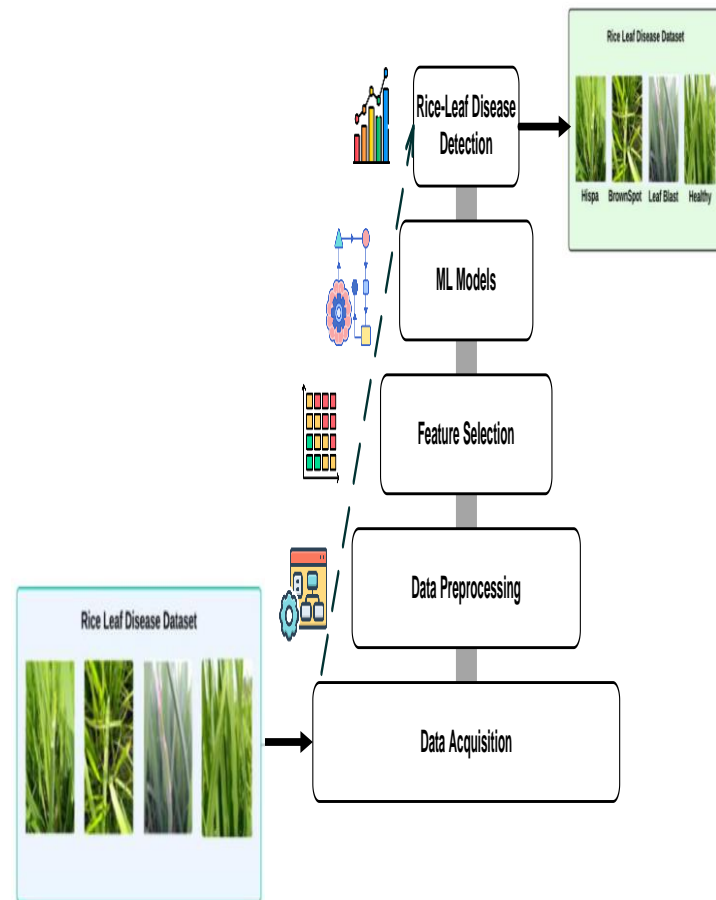 Rice Leaf Disease Dataset
Hispa BrownSpot Leaf Blast Healthy
Rice-Leaf Disease
Detection
ML Models
Feature Selection
Data Preprocessing
Rice Leaf Disease Dataset
Data Acquisition